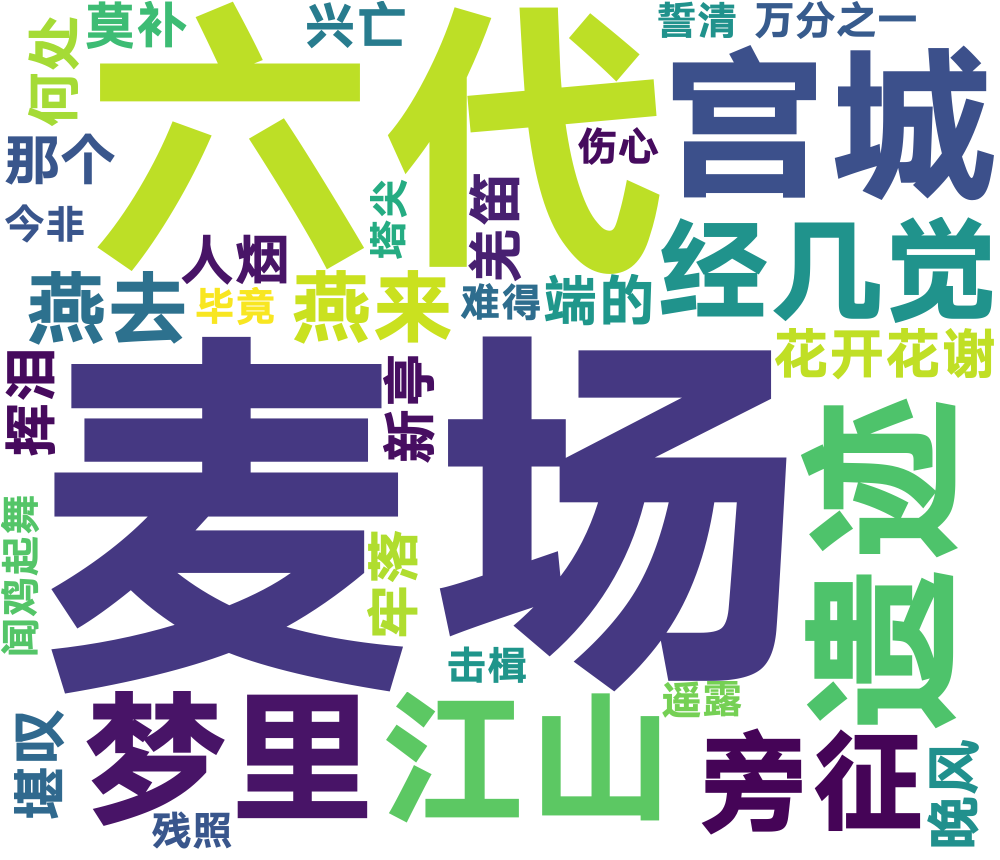 莫补
兴亡
誓清
万分之一
何处
六代
宫城
那个
伤心
今非
塔尖
芜笛
人烟
经几觉
燕去
毕竟
燕来
难得
端的
花开花谢
挥泪
新亭
麦场
遗迹
闻鸡起舞
牢落
击楫
遥露
堪叹
梦里
江山
旁征
晚风
残照